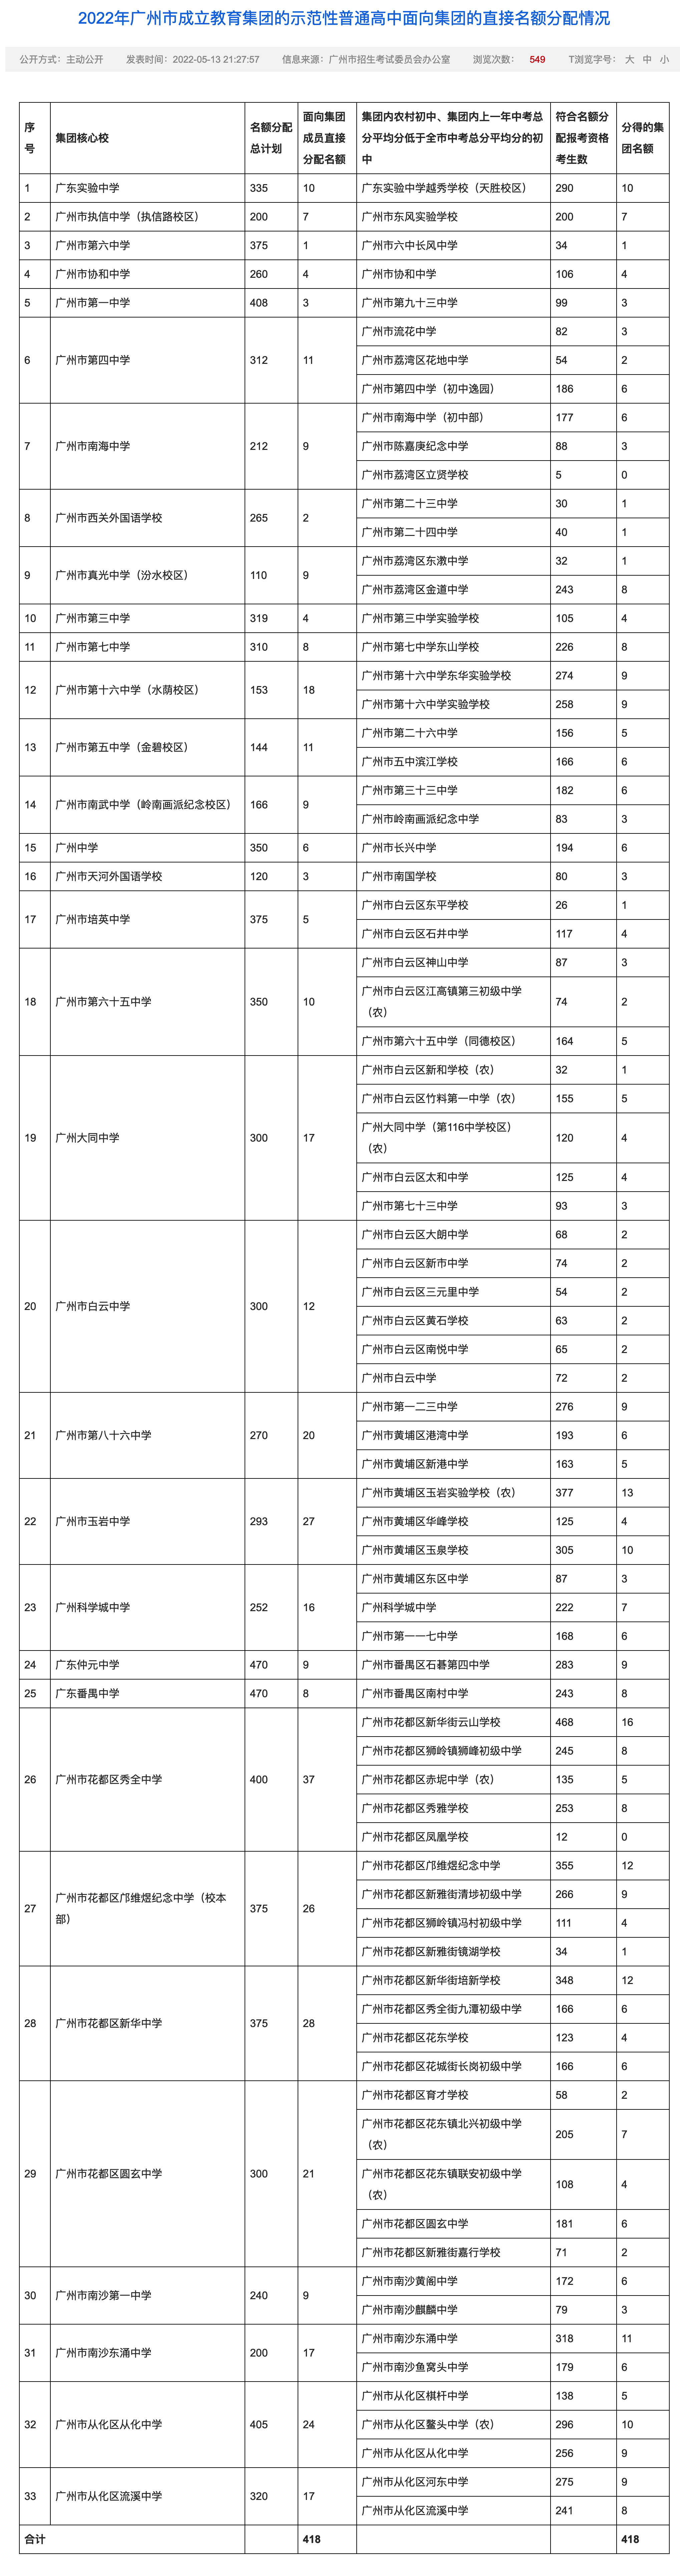 2022年广州市成立教育集团的示范性普通高中面向集团的直接名额分配情况
公开方式：主动公开 发表时间：2022-05-13 21:27:57 信息来源：广州市招生考试委员会办公室 浏览次数： 549 T浏览字号： 大 中 小
序号 集团核心校 名额分配总计划 面向集团成员直接分配名额 集团内农村初中、集团内上一年中考总分平均分低于全市中考总分平均分的初中 符合名额分配报考资格考生数 分得的集团名额
1 广东实验中学 335 10 广东实验中学越秀学校（天胜校区） 290 10
2 广州市执信中学（执信路校区） 200 7 广州市东风实验学校 200 7
3 广州市第六中学 375 1 广州市六中长风中学 34 1
4 广州市协和中学 260 4 广州市协和中学 106 4
5 广州市第一中学 408 3 广州市第九十三中学 99 3
6 广州市第四中学 312 11 广州市流花中学 82 3
广州市荔湾区花地中学 54 2
广州市第四中学（初中逸园） 186 6
7 广州市南海中学 212 9 广州市南海中学（初中部） 177 6
广州市陈嘉庚纪念中学 88 3
广州市荔湾区立贤学校 5 0
8 广州市西关外国语学校 265 2 广州市第二十三中学 30 1
广州市第二十四中学 40 1
9 广州市真光中学（汾水校区） 110 9 广州市荔湾区东漖中学 32 1
广州市荔湾区金道中学 243 8
10 广州市第三中学 319 4 广州市第三中学实验学校 105 4
11 广州市第七中学 310 8 广州市第七中学东山学校 226 8
12 广州市第十六中学（水荫校区） 153 18 广州市第十六中学东华实验学校 274 9
广州市第十六中学实验学校 258 9
13 广州市第五中学（金碧校区） 144 11 广州市第二十六中学 156 5
广州市五中滨江学校 166 6
14 广州市南武中学（岭南画派纪念校区） 166 9 广州市第三十三中学 182 6
广州市岭南画派纪念中学 83 3
15 广州中学 350 6 广州市长兴中学 194 6
16 广州市天河外国语学校 120 3 广州市南国学校 80 3
17 广州市培英中学 375 5 广州市白云区东平学校 26 1
广州市白云区石井中学 117 4
18 广州市第六十五中学 350 10 广州市白云区神山中学 87 3
广州市白云区江高镇第三初级中学（农） 74 2
广州市第六十五中学（同德校区） 164 5
19 广州大同中学 300 17 广州市白云区新和学校（农） 32 1
广州市白云区竹料第一中学（农） 155 5
广州大同中学（第116中学校区）（农） 120 4
广州市白云区太和中学 125 4
广州市第七十三中学 93 3
20 广州市白云中学 300 12 广州市白云区大朗中学 68 2
广州市白云区新市中学 74 2
广州市白云区三元里中学 54 2
广州市白云区黄石学校 63 2
广州市白云区南悦中学 65 2
广州市白云中学 72 2
21 广州市第八十六中学 270 20 广州市第一二三中学 276 9
广州市黄埔区港湾中学 193 6
广州市黄埔区新港中学 163 5
22 广州市玉岩中学 293 27 广州市黄埔区玉岩实验学校（农） 377 13
广州市黄埔区华峰学校 125 4
广州市黄埔区玉泉学校 305 10
23 广州科学城中学 252 16 广州市黄埔区东区中学 87 3
广州科学城中学 222 7
广州市第一一七中学 168 6
24 广东仲元中学 470 9 广州市番禺区石碁第四中学 283 9
25 广东番禺中学 470 8 广州市番禺区南村中学 243 8
26 广州市花都区秀全中学 400 37 广州市花都区新华街云山学校 468 16
广州市花都区狮岭镇狮峰初级中学 245 8
广州市花都区赤坭中学（农） 135 5
广州市花都区秀雅学校 253 8
广州市花都区凤凰学校 12 0
27 广州市花都区邝维煜纪念中学（校本部） 375 26 广州市花都区邝维煜纪念中学 355 12
广州市花都区新雅街清㘵初级中学 266 9
广州市花都区狮岭镇冯村初级中学 111 4
广州市花都区新雅街镜湖学校 34 1
28 广州市花都区新华中学 375 28 广州市花都区新华街培新学校 348 12
广州市花都区秀全街九潭初级中学 166 6
广州市花都区花东学校 123 4
广州市花都区花城街长岗初级中学 166 6
29 广州市花都区圆玄中学 300 21 广州市花都区育才学校 58 2
广州市花都区花东镇北兴初级中学（农） 205 7
广州市花都区花东镇联安初级中学（农） 108 4
广州市花都区圆玄中学 181 6
广州市花都区新雅街嘉行学校 71 2
30 广州市南沙第一中学 240 9 广州市南沙黄阁中学 172 6
广州市南沙麒麟中学 79 3
31 广州市南沙东涌中学 200 17 广州市南沙东涌中学 318 11
广州市南沙鱼窝头中学 179 6
32 广州市从化区从化中学 405 24 广州市从化区棋杆中学 138 5
广州市从化区鳌头中学（农） 296 10
广州市从化区从化中学 256 9
33 广州市从化区流溪中学 320 17 广州市从化区河东中学 275 9
广州市从化区流溪中学 241 8
合计 418 418